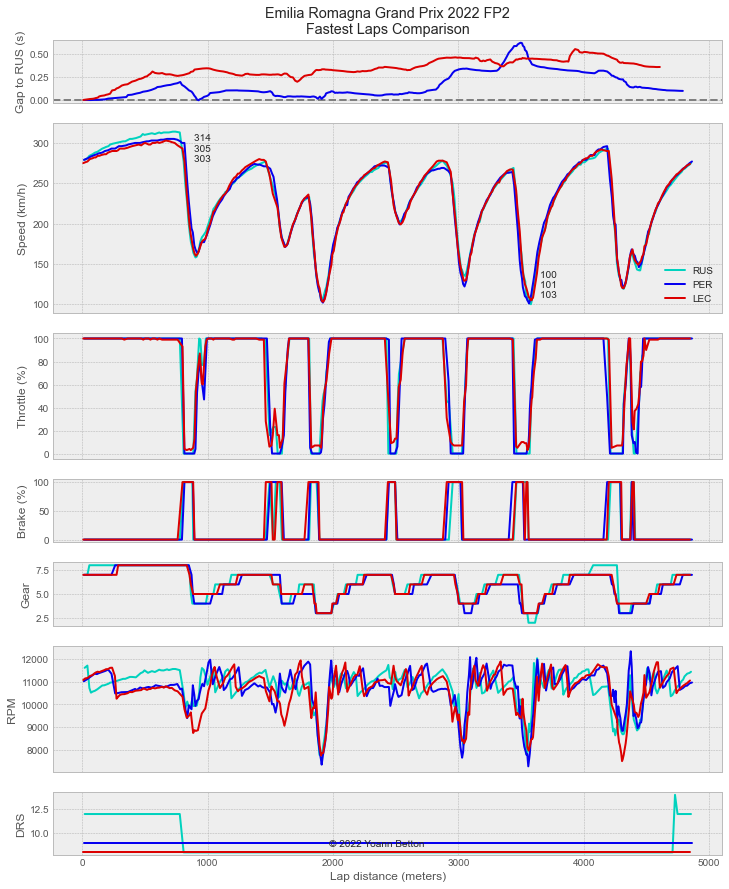 Emilia Romagna Grand Prix 2022 FP2
Fastest Laps Comparison
Gap to RUS (s)
0.50
0.25
0.00
Speed (km/h)
300
250
200
150
100
314
305
303
100
101
103
RUS
PER
LEC
Throttle (%)
100
80
60
40
20
0
Brake (%)
100
50
0
Gear
7.5
5.0
2.5
RPM
12000
11000
10000
9000
8000
DRS
12.5
10.0
© 2022 Yoann Betton
0
1000
2000
3000
4000
5000
Lap distance (meters)